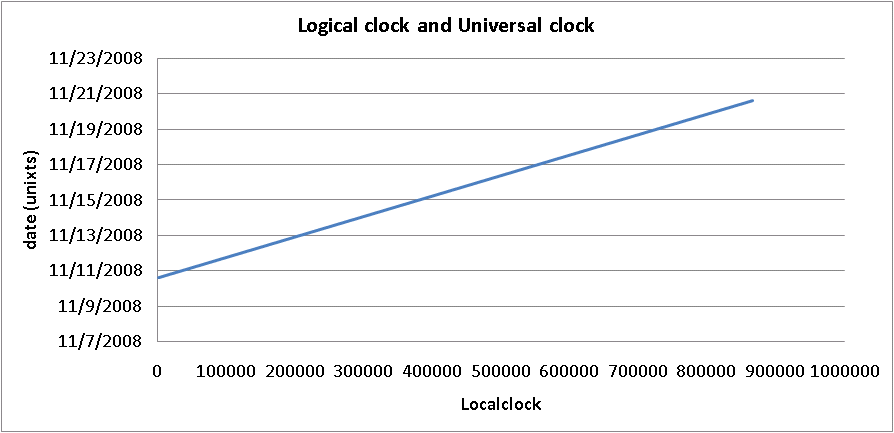 Logical clock and Universal clock
11/23/2008
11/21/2008
11/19/2008
11/17/2008
11/15/2008
11/13/2008
11/11/2008
11/9/2008
11/7/2008
date (unixts)
0 100000 200000 300000 400000 500000 600000 700000 800000 900000 1000000
Localclock